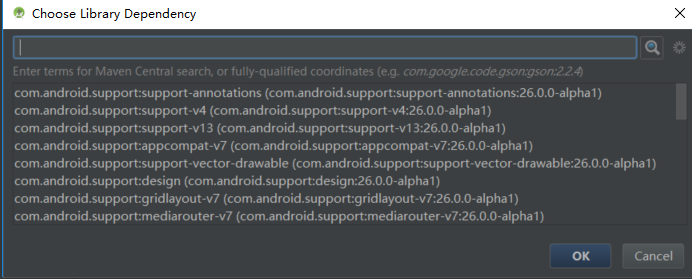 Choose Library Dependency
Enter terms for Maven Central search, or fully-qualified coordinates (e.g. com.google.code.gson:gson:2.2.4)
com.android.support:support-annotations (com.android.support:support-annotations:26.0.0-alpha1)
com.android.support:support-v4 (com.android.support:support-v4:26.0.0-alpha1)
com.android.support:support-v13 (com.android.support:support-v13:26.0.0-alpha1)
com.android.support:appcompat-v7 (com.android.support:appcompat-v7:26.0.0-alpha1)
com.android.support:support-vector-drawable (com.android.support:support-vector-drawable:26.0.0-alpha1)
com.android.support:design (com.android.support:design:26.0.0-alpha1)
com.android.support:gridlayout-v7 (com.android.support:gridlayout-v7:26.0.0-alpha1)
com.android.support:mediarouter-v7 (com.android.support:mediarouter-v7:26.0.0-alpha1)
OK Cancel